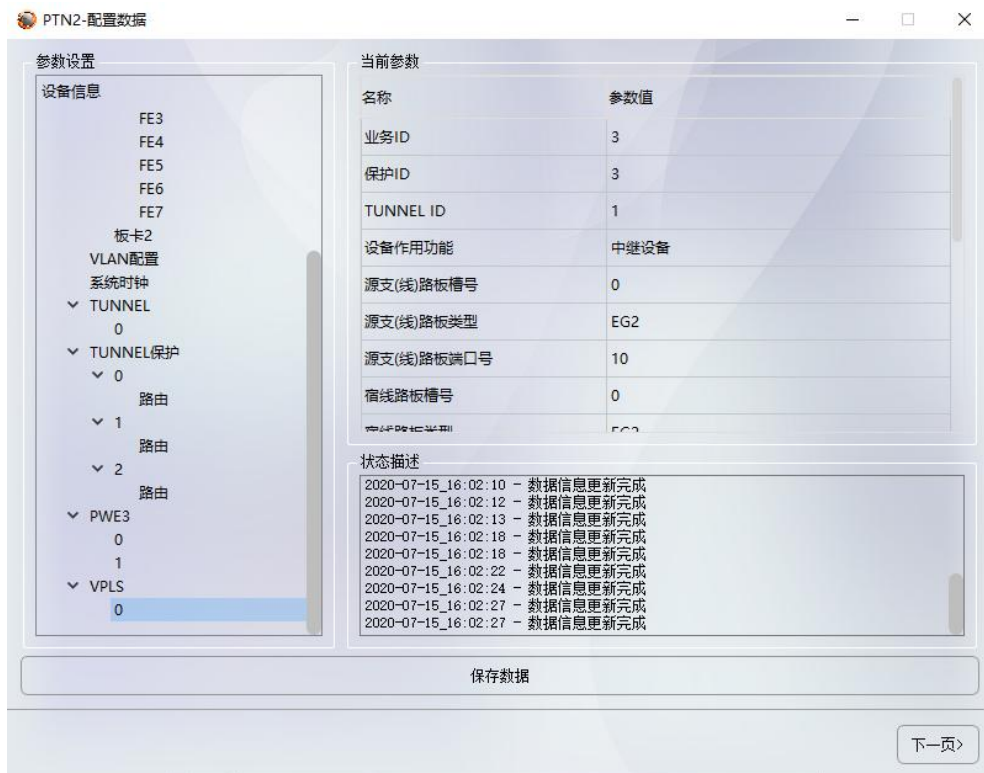 PTN2-配置数据
参数设置
设备信息
FE3
FE4
FE5
FE6
FE7
板卡2
VLAN配置
系统时钟
TUNNEL
0
TUNNEL保护
0
路由
1
路由
2
路由
PWE3
0
1
VPLS
0
当前参数
名称 参数值
业务ID 3
保护ID 3
TUNNEL ID 1
设备作用功能 中继设备
源支(线)路板槽号 0
源支(线)路板类型 EG2
源支(线)路板端口号 10
宿线路板槽号 0
宿线路板类型 EG2
状态描述
2020-07-15_16:02:10 - 数据信息更新完成
2020-07-15_16:02:12 - 数据信息更新完成
2020-07-15_16:02:13 - 数据信息更新完成
2020-07-15_16:02:18 - 数据信息更新完成
2020-07-15_16:02:18 - 数据信息更新完成
2020-07-15_16:02:22 - 数据信息更新完成
2020-07-15_16:02:24 - 数据信息更新完成
2020-07-15_16:02:27 - 数据信息更新完成
2020-07-15_16:02:27 - 数据信息更新完成
保存数据
下一页>